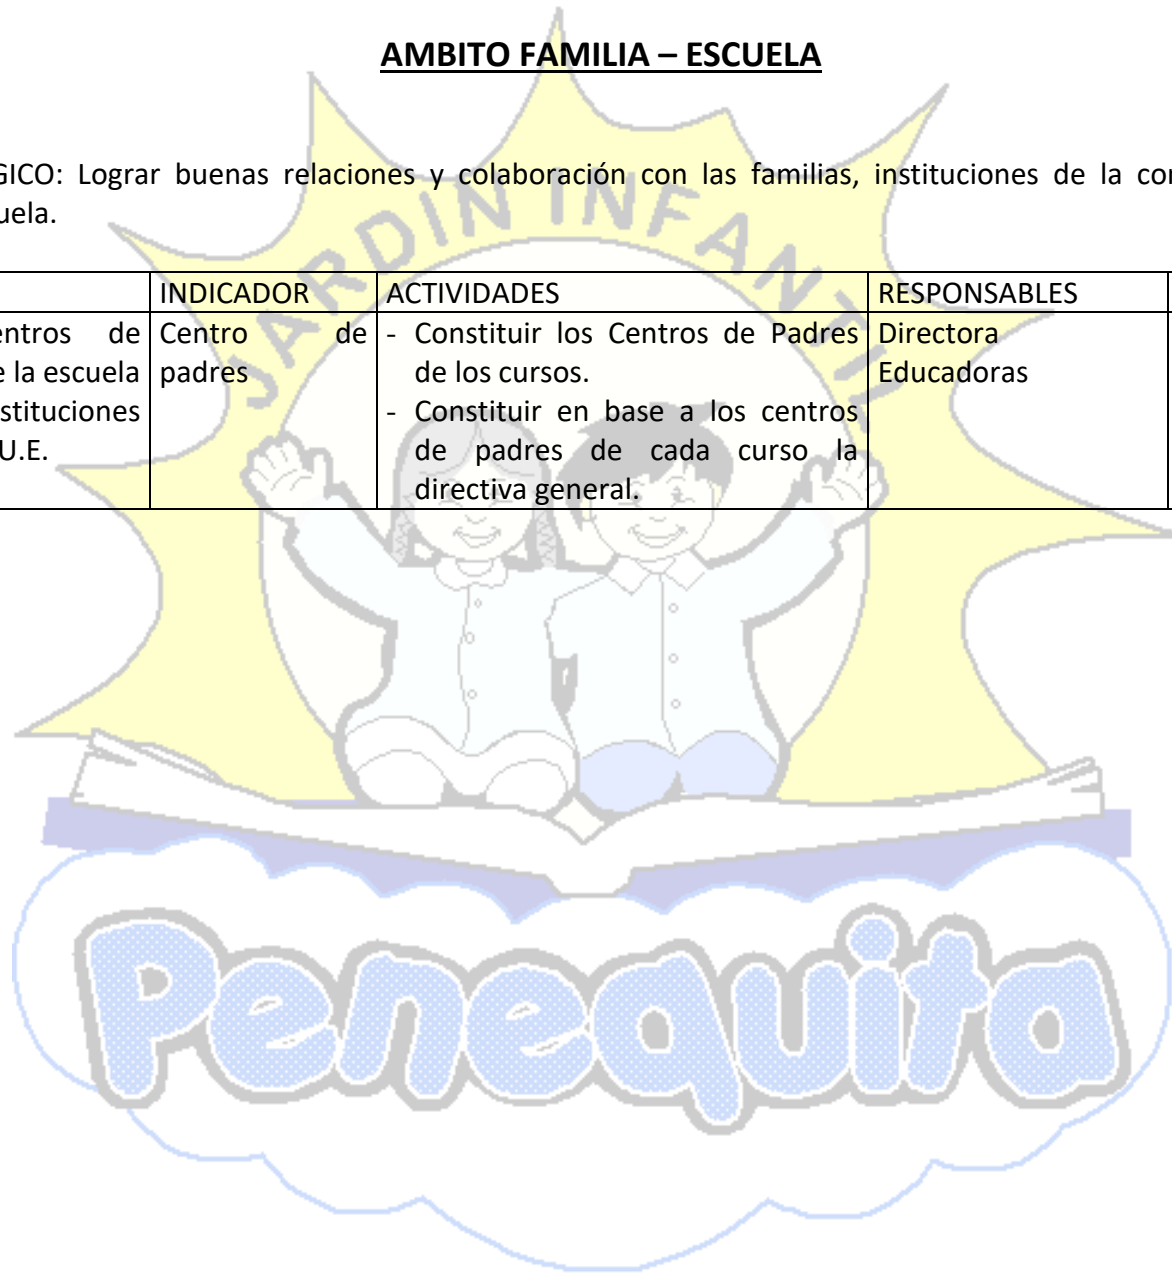 AMBITO FAMILIA – ESCUELA
GICO: Lograr buenas relaciones y colaboración con las familias, instituciones de la con
uela.
INDICADOR
ACTIVIDADES
RESPONSABLES
entros de
e la escuela
nstituciones
U.E.
Centro de
padres
- Constituir los Centros de Padres
de los cursos.
- Constituir en base a los centros
de padres de cada curso la
directiva general.
Directora
Educadoras
JARDIN INFANTIL
Penequita